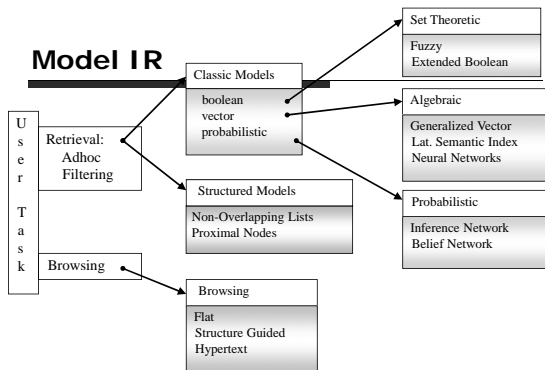 Model IR
User Task
Retrieval:
Adhoc
Filtering
Browsing
Classic Models
boolean
vector
probabilistic
Structured Models
Non-Overlapping Lists
Proximal Nodes
Browsing
Flat
Structure Guided
Hypertext
Set Theoretic
Fuzzy
Extended Boolean
Algebraic
Generalized Vector
Lat. Semantic Index
Neural Networks
Probabilistic
Inference Network
Belief Network